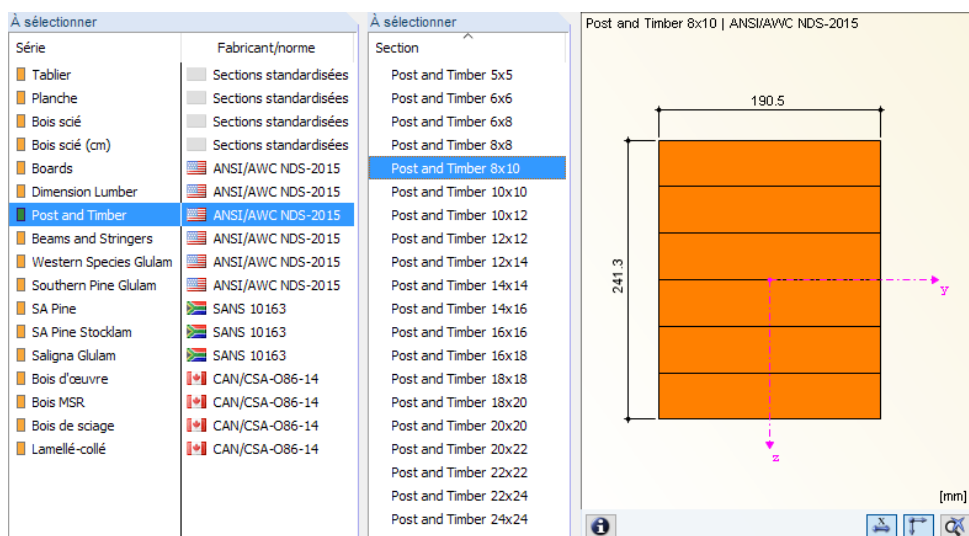 À sélectionner
Série Fabricant/norme
Tablier Sections standardisées
Planche Sections standardisées
Bois scié Sections standardisées
Bois scié (cm) Sections standardisées
Boards ANSI/AWC NDS-2015
Dimension Lumber ANSI/AWC NDS-2015
Post and Timber ANSI/AWC NDS-2015
Beams and Stringers ANSI/AWC NDS-2015
Western Species Glulam ANSI/AWC NDS-2015
Southern Pine Glulam ANSI/AWC NDS-2015
SA Pine SANS 10163
SA Pine Stocklam SANS 10163
Saligna Glulam SANS 10163
Bois d'œuvre CAN/CSA-O86-14
Bois MSR CAN/CSA-O86-14
Bois de sciage CAN/CSA-O86-14
Lamellé-collé CAN/CSA-O86-14
À sélectionner
Section
Post and Timber 5x5
Post and Timber 6x6
Post and Timber 6x8
Post and Timber 8x8
Post and Timber 8x10
Post and Timber 10x10
Post and Timber 10x12
Post and Timber 12x12
Post and Timber 12x14
Post and Timber 14x14
Post and Timber 14x16
Post and Timber 16x16
Post and Timber 16x18
Post and Timber 18x18
Post and Timber 18x20
Post and Timber 20x20
Post and Timber 20x22
Post and Timber 22x22
Post and Timber 22x24
Post and Timber 24x24
Post and Timber 8x10 | ANSI/AWC NDS-2015
190.5
241.3
y
z
[mm]
x